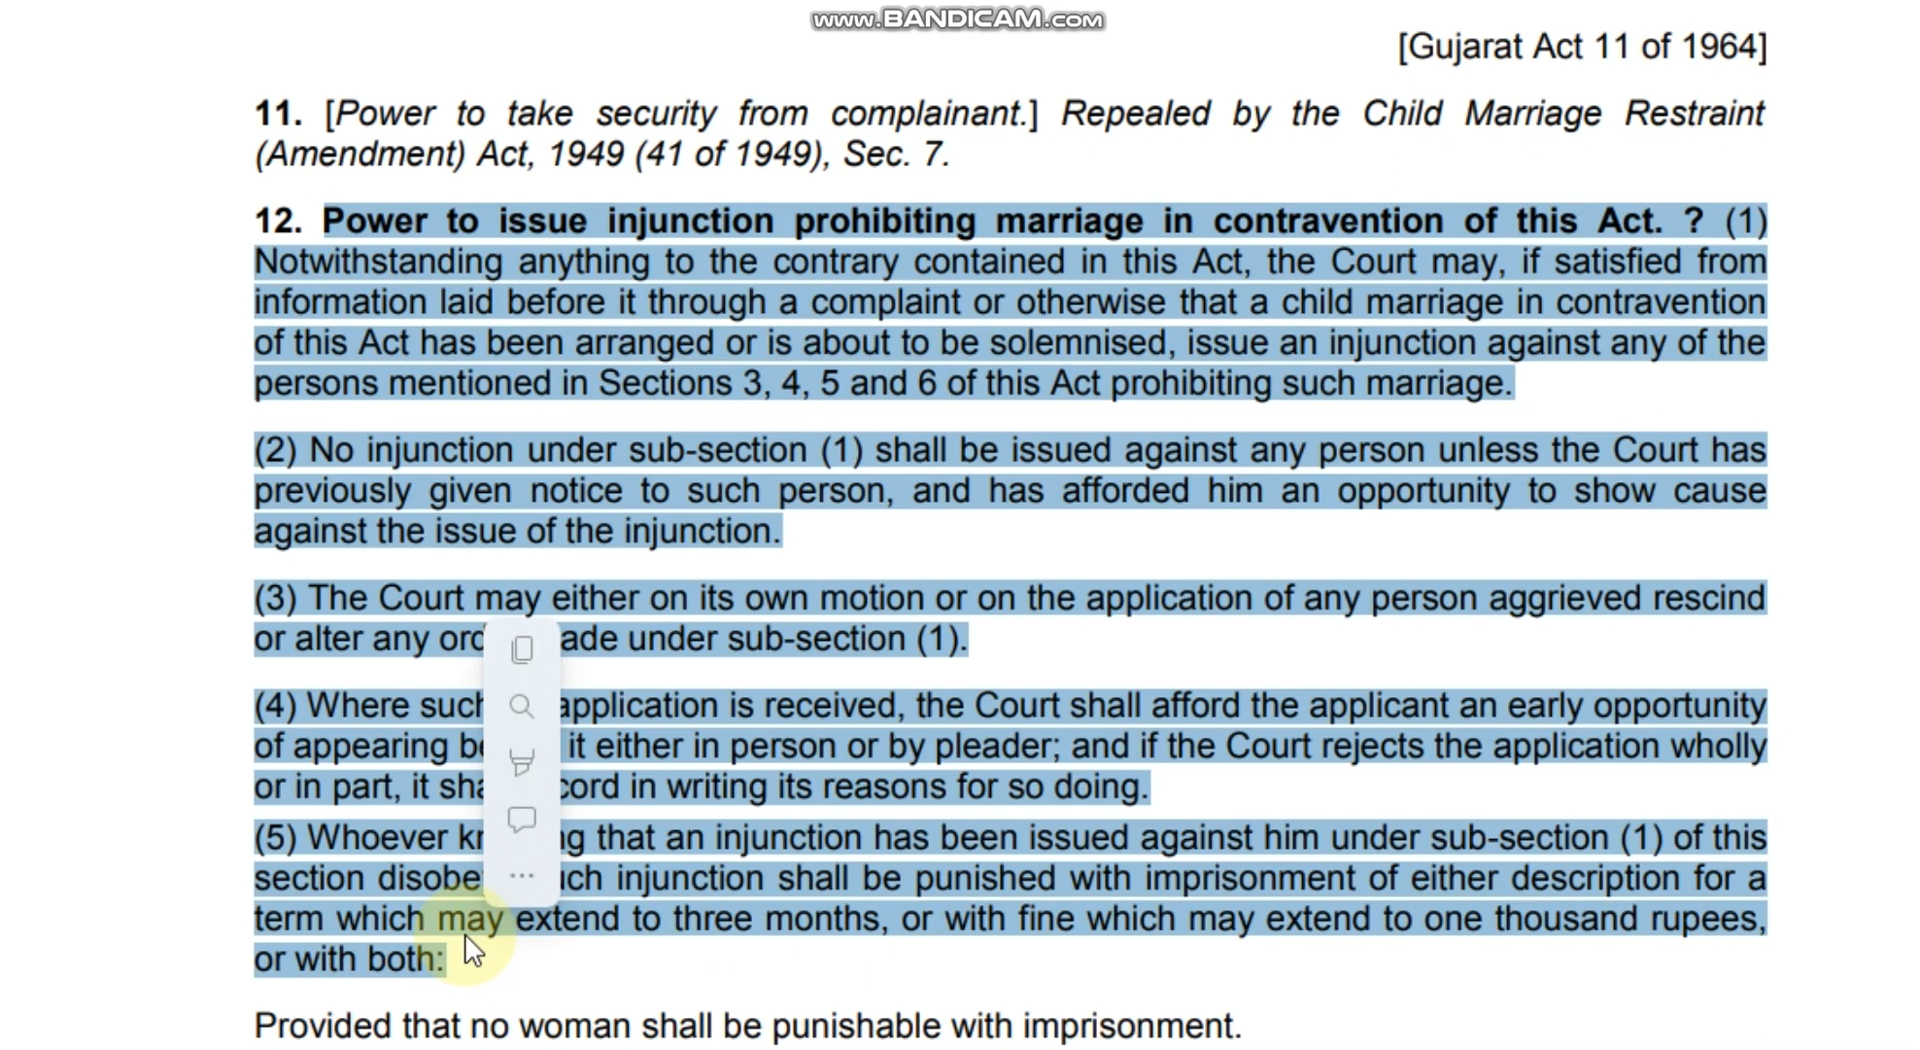 www.BANDICAM.com
[Gujarat Act 11 of 1964]
11. [Power to take security from complainant.] Repealed by the Child Marriage Restraint
(Amendment) Act, 1949 (41 of 1949), Sec. 7.
12. Power to issue injunction prohibiting marriage in contravention of this Act. ? (1)
Notwithstanding anything to the contrary contained in this Act, the Court may, if satisfied from
information laid before it through a complaint or otherwise that a child marriage in contravention
of this Act has been arranged or is about to be solemnised, issue an injunction against any of the
persons mentioned in Sections 3, 4, 5 and 6 of this Act prohibiting such marriage.
(2) No injunction under sub-section (1) shall be issued against any person unless the Court has
previously given notice to such person, and has afforded him an opportunity to show cause
against the issue of the injunction.
(3) The Court may either on its own motion or on the application of any person aggrieved rescind
or alter any ord ade under sub-section (1).
(4) Where such application is received, the Court shall afford the applicant an early opportunity
of appearing be it either in person or by pleader; and if the Court rejects the application wholly
or in part, it sha cord in writing its reasons for so doing.
(5) Whoever kn g that an injunction has been issued against him under sub-section (1) of this
section disobe uch injunction shall be punished with imprisonment of either description for a
term which may extend to three months, or with fine which may extend to one thousand rupees,
or with both:
Provided that no woman shall be punishable with imprisonment.